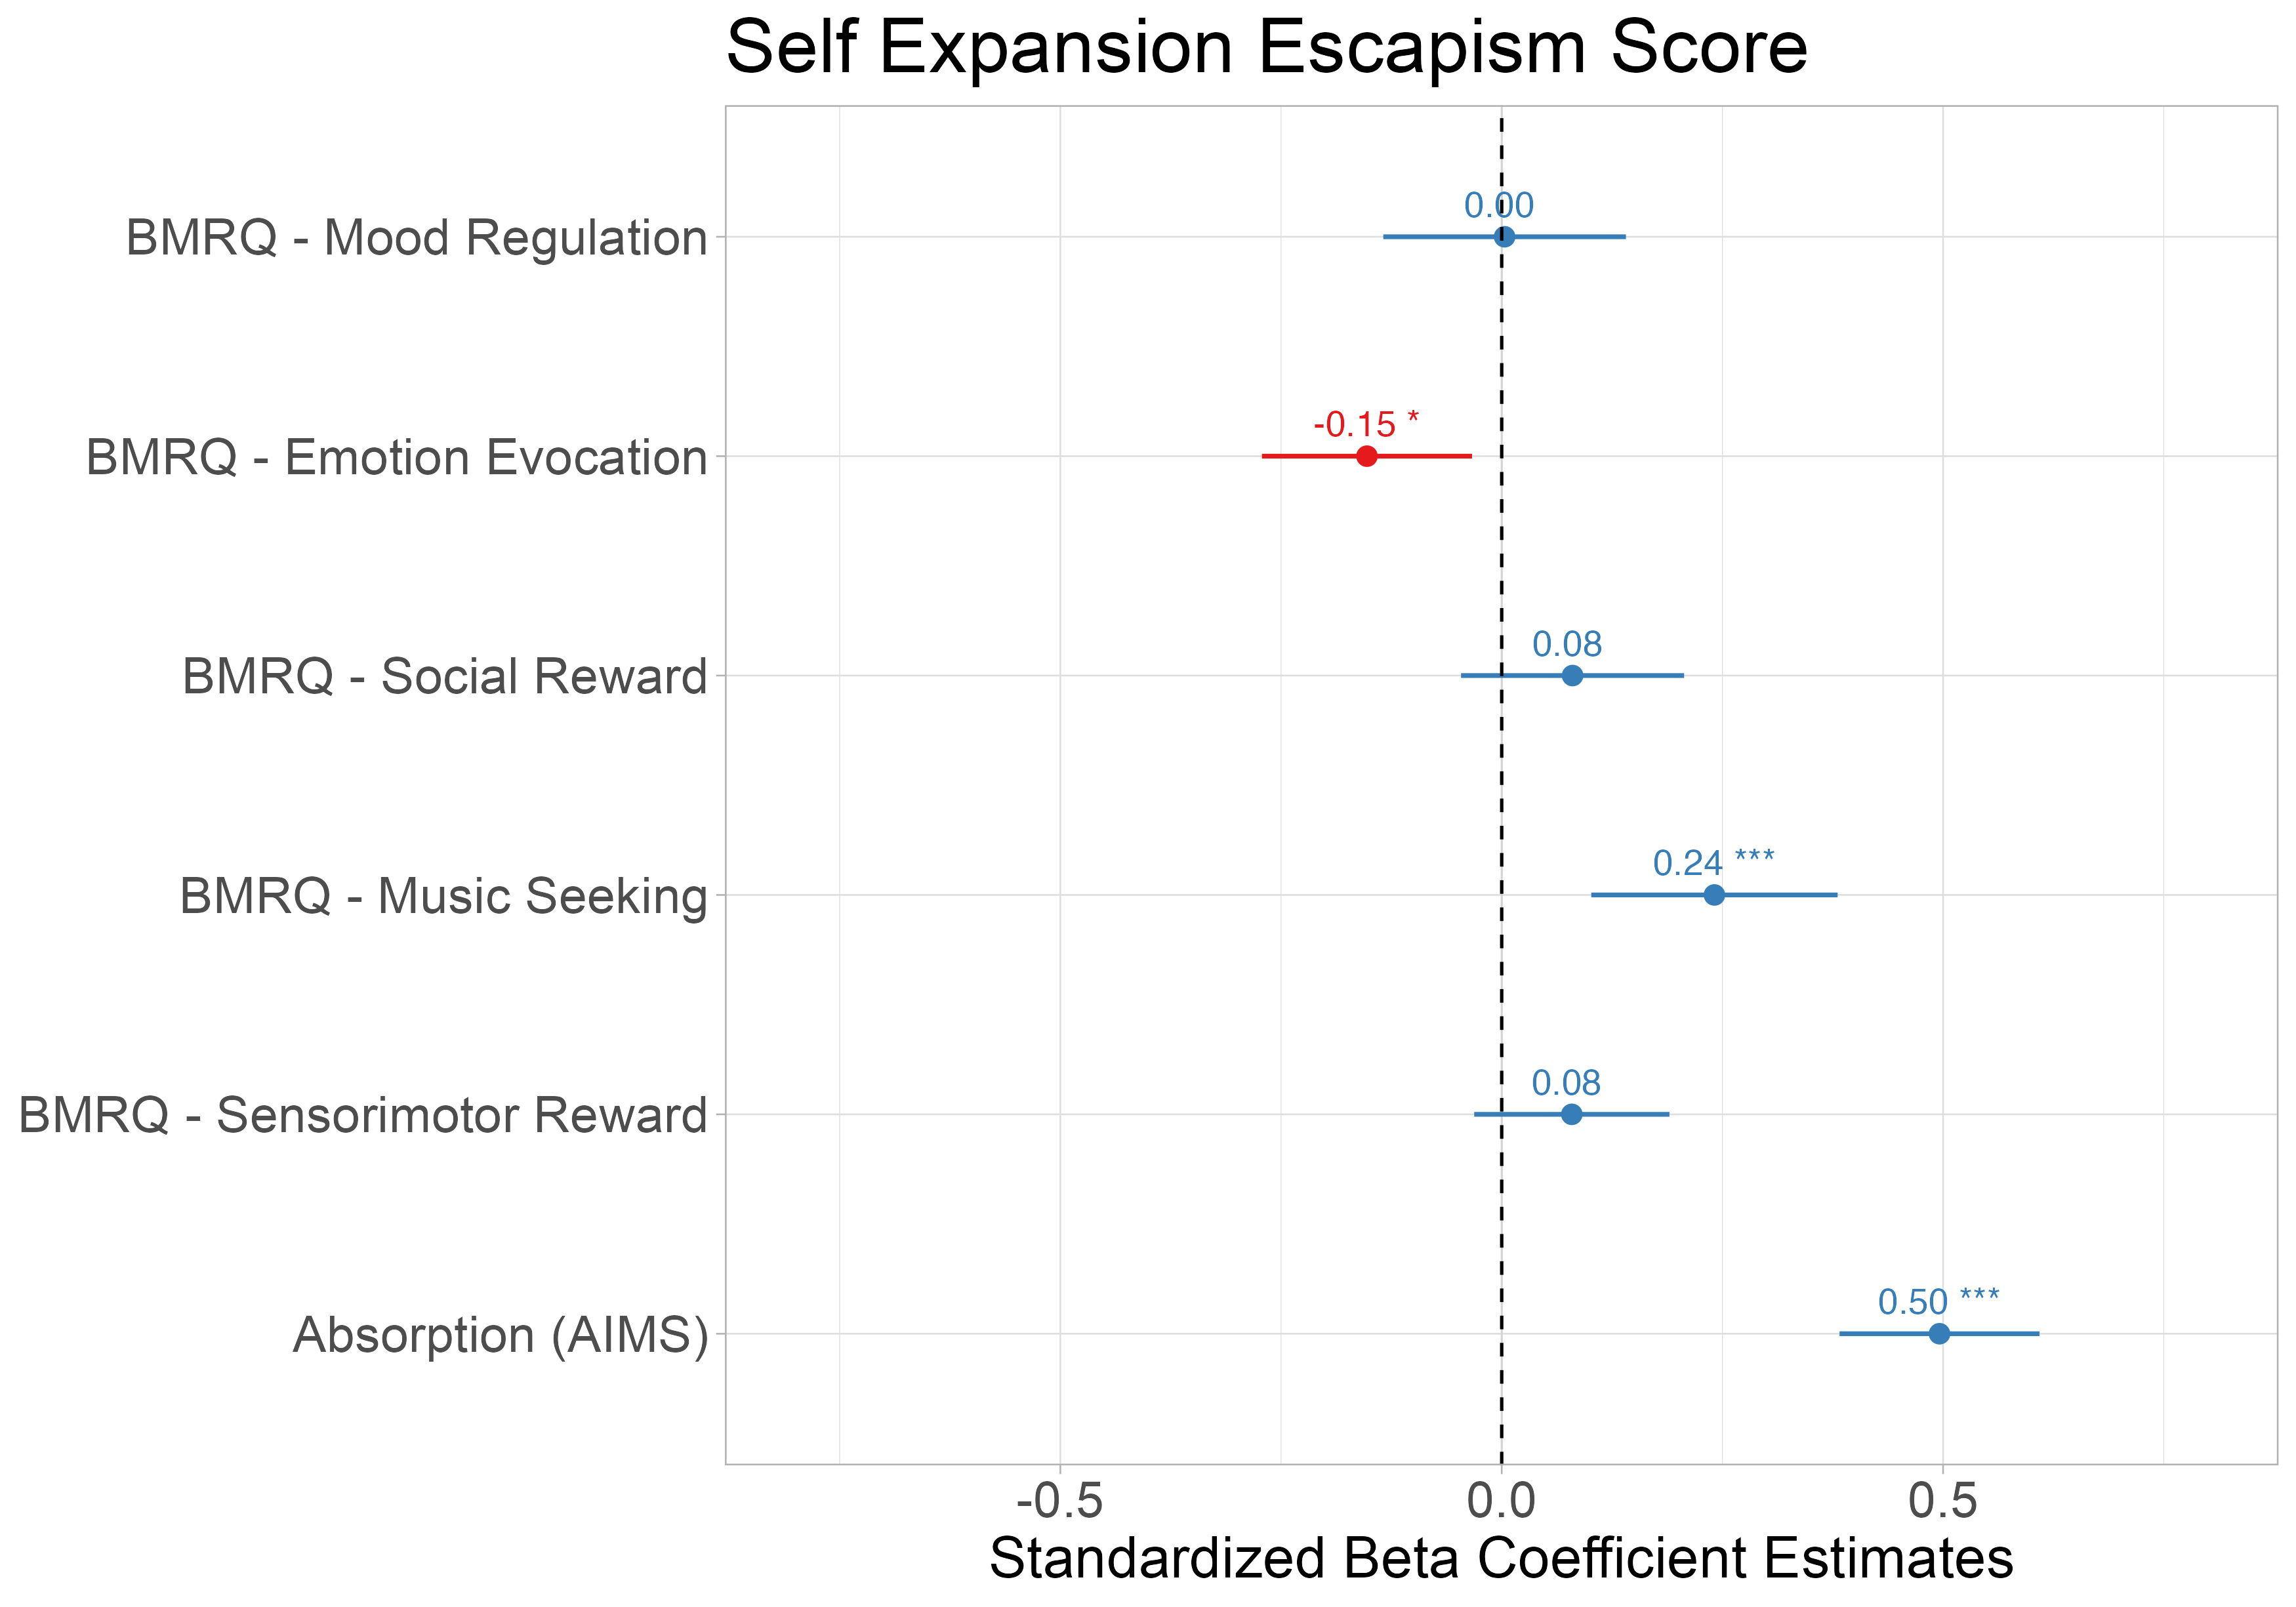 Self Expansion Escapism Score
BMRQ - Mood Regulation
0.00
BMRQ - Emotion Evocation
-0.15 *
BMRQ - Social Reward
0.08
BMRQ - Music Seeking
0.24 ***
BMRQ - Sensorimotor Reward
0.08
Absorption (AIMS)
0.50 ***
-0.5 0.0 0.5
Standardized Beta Coefficient Estimates